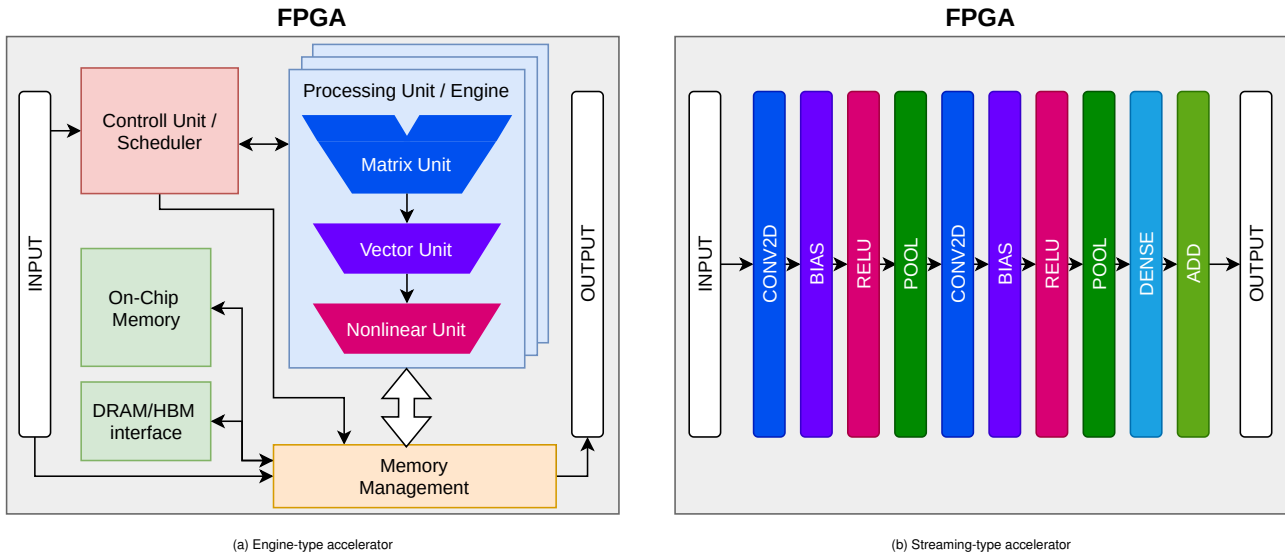 FPGA
INPUT
Controll Unit /
Scheduler
Processing Unit / Engine
Matrix Unit
Vector Unit
Nonlinear Unit
On-Chip
Memory
DRAM/HBM
interface
Memory
Management
OUTPUT
(a) Engine-type accelerator
FPGA
INPUT
CONV2D
BIAS
RELU
POOL
CONV2D
BIAS
RELU
POOL
DENSE
ADD
OUTPUT
(b) Streaming-type accelerator